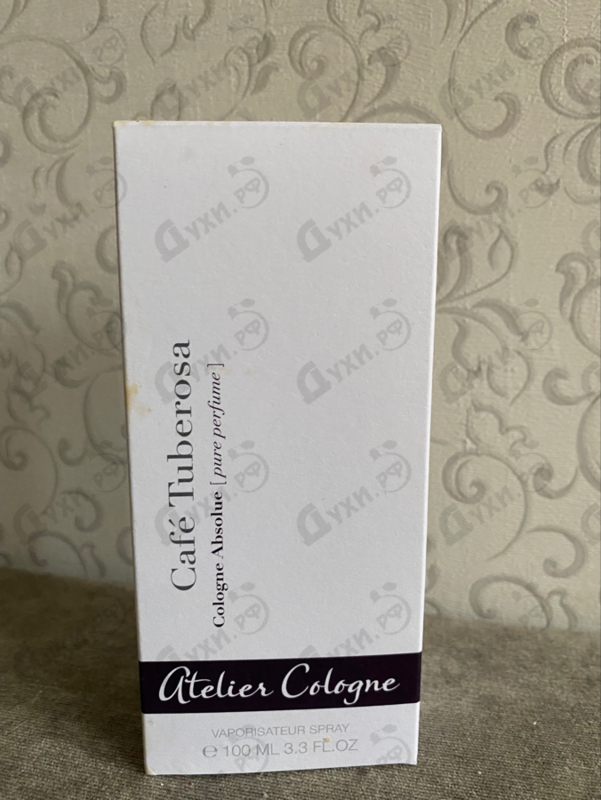 Café Tuberosa
Cologne Absolue [ pure perfume ]
Atelier Cologne
VAPORISATEUR SPRAY
℮ 100 ML 3.3 FL.OZ
Духи.рф